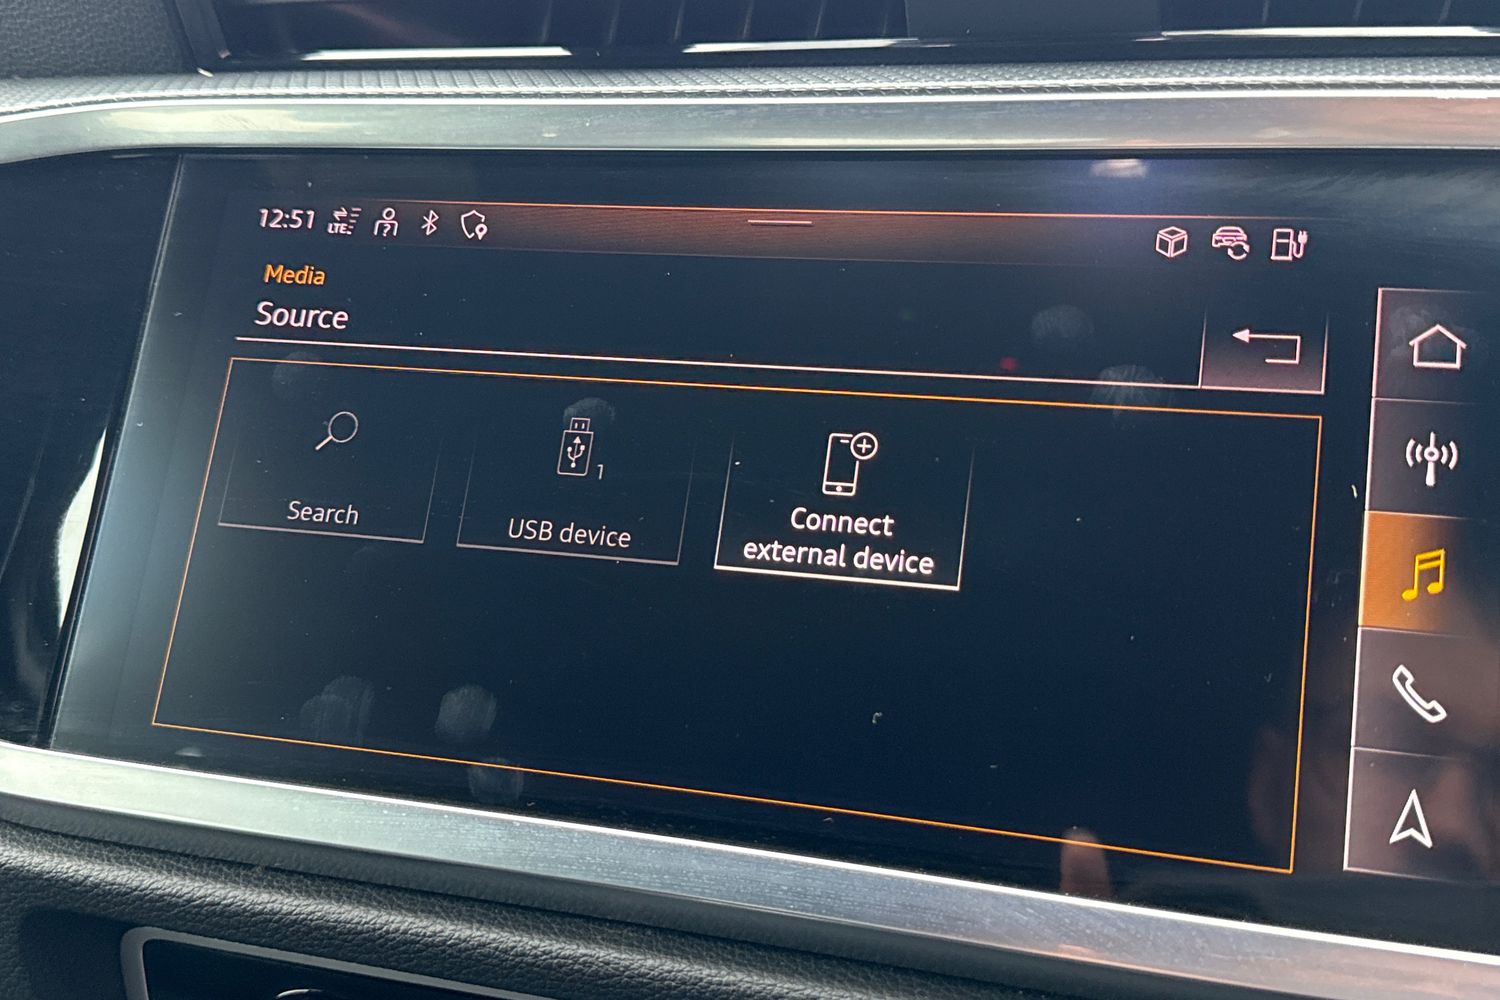 12:51 LTE ?
Media
Source
Search
1
USB device
Connect
external device